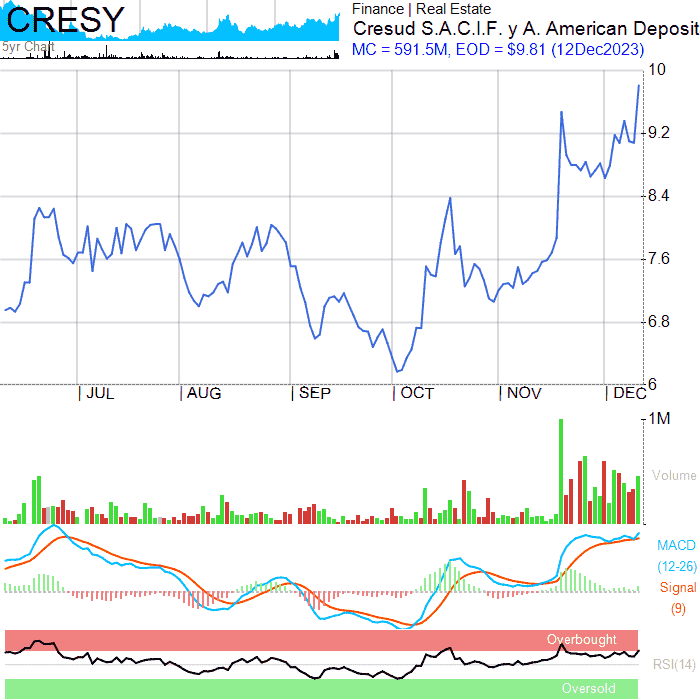 CRESY
5yr Chart
Finance | Real Estate
Cresud S.A.C.I.F. y A. American Deposit
MC = 591.5M, EOD = $9.81 (12Dec2023)
10
9.2
8.4
7.6
6.8
6
| JUL | AUG | SEP | OCT | NOV | DEC
1M
Volume
MACD
(12-26)
Signal
(9)
Overbought
RSI(14)
Oversold